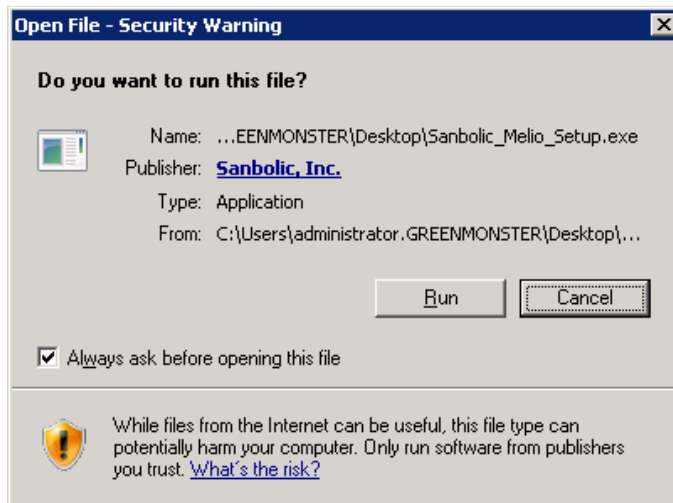 Open File - Security Warning
Do you want to run this file?
Name: ...EENMONSTER\Desktop\Sanbolic_Melio_Setup.exe
Publisher: Sanbolic, Inc.
Type: Application
From: C:\Users\administrator.GREENMONSTER\Desktop\...
Run Cancel
Always ask before opening this file
While files from the Internet can be useful, this file type can
potentially harm your computer. Only run software from publishers
you trust. What's the risk?